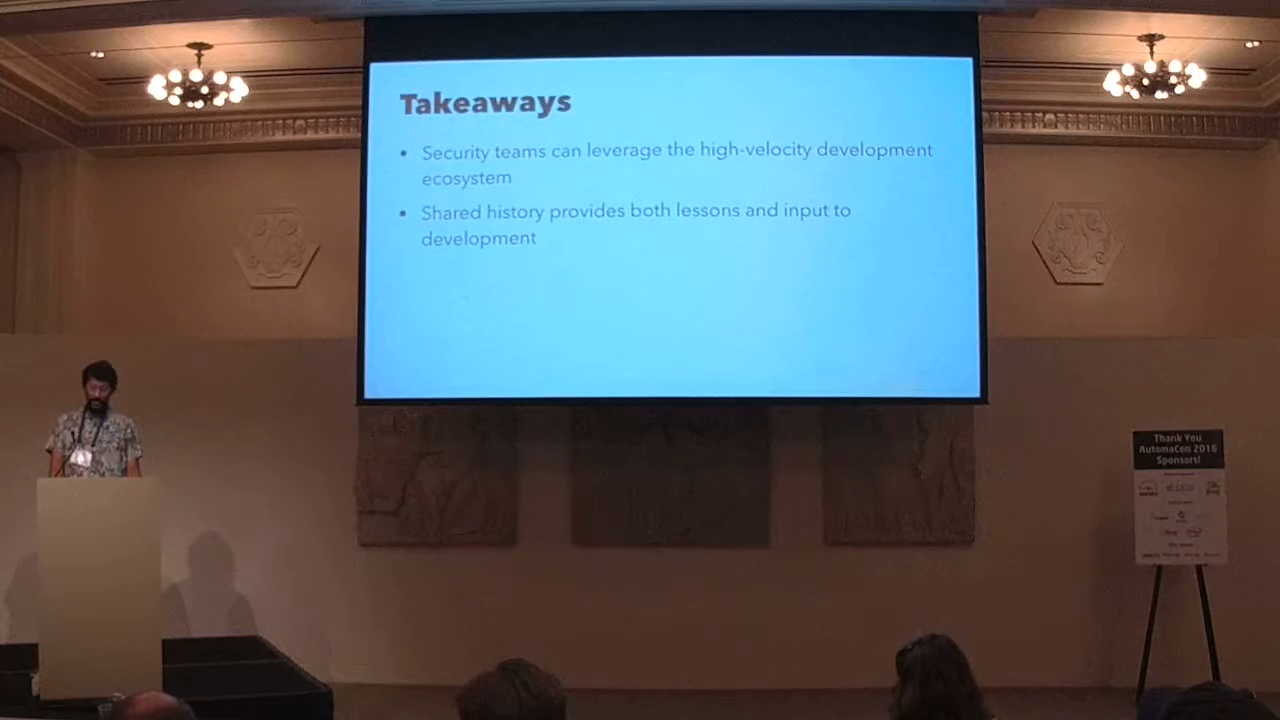 Takeaways
• Security teams can leverage the high-velocity development
ecosystem
• Shared history provides both lessons and input to
development
Thank You
AutomaCon 2016
Sponsors!